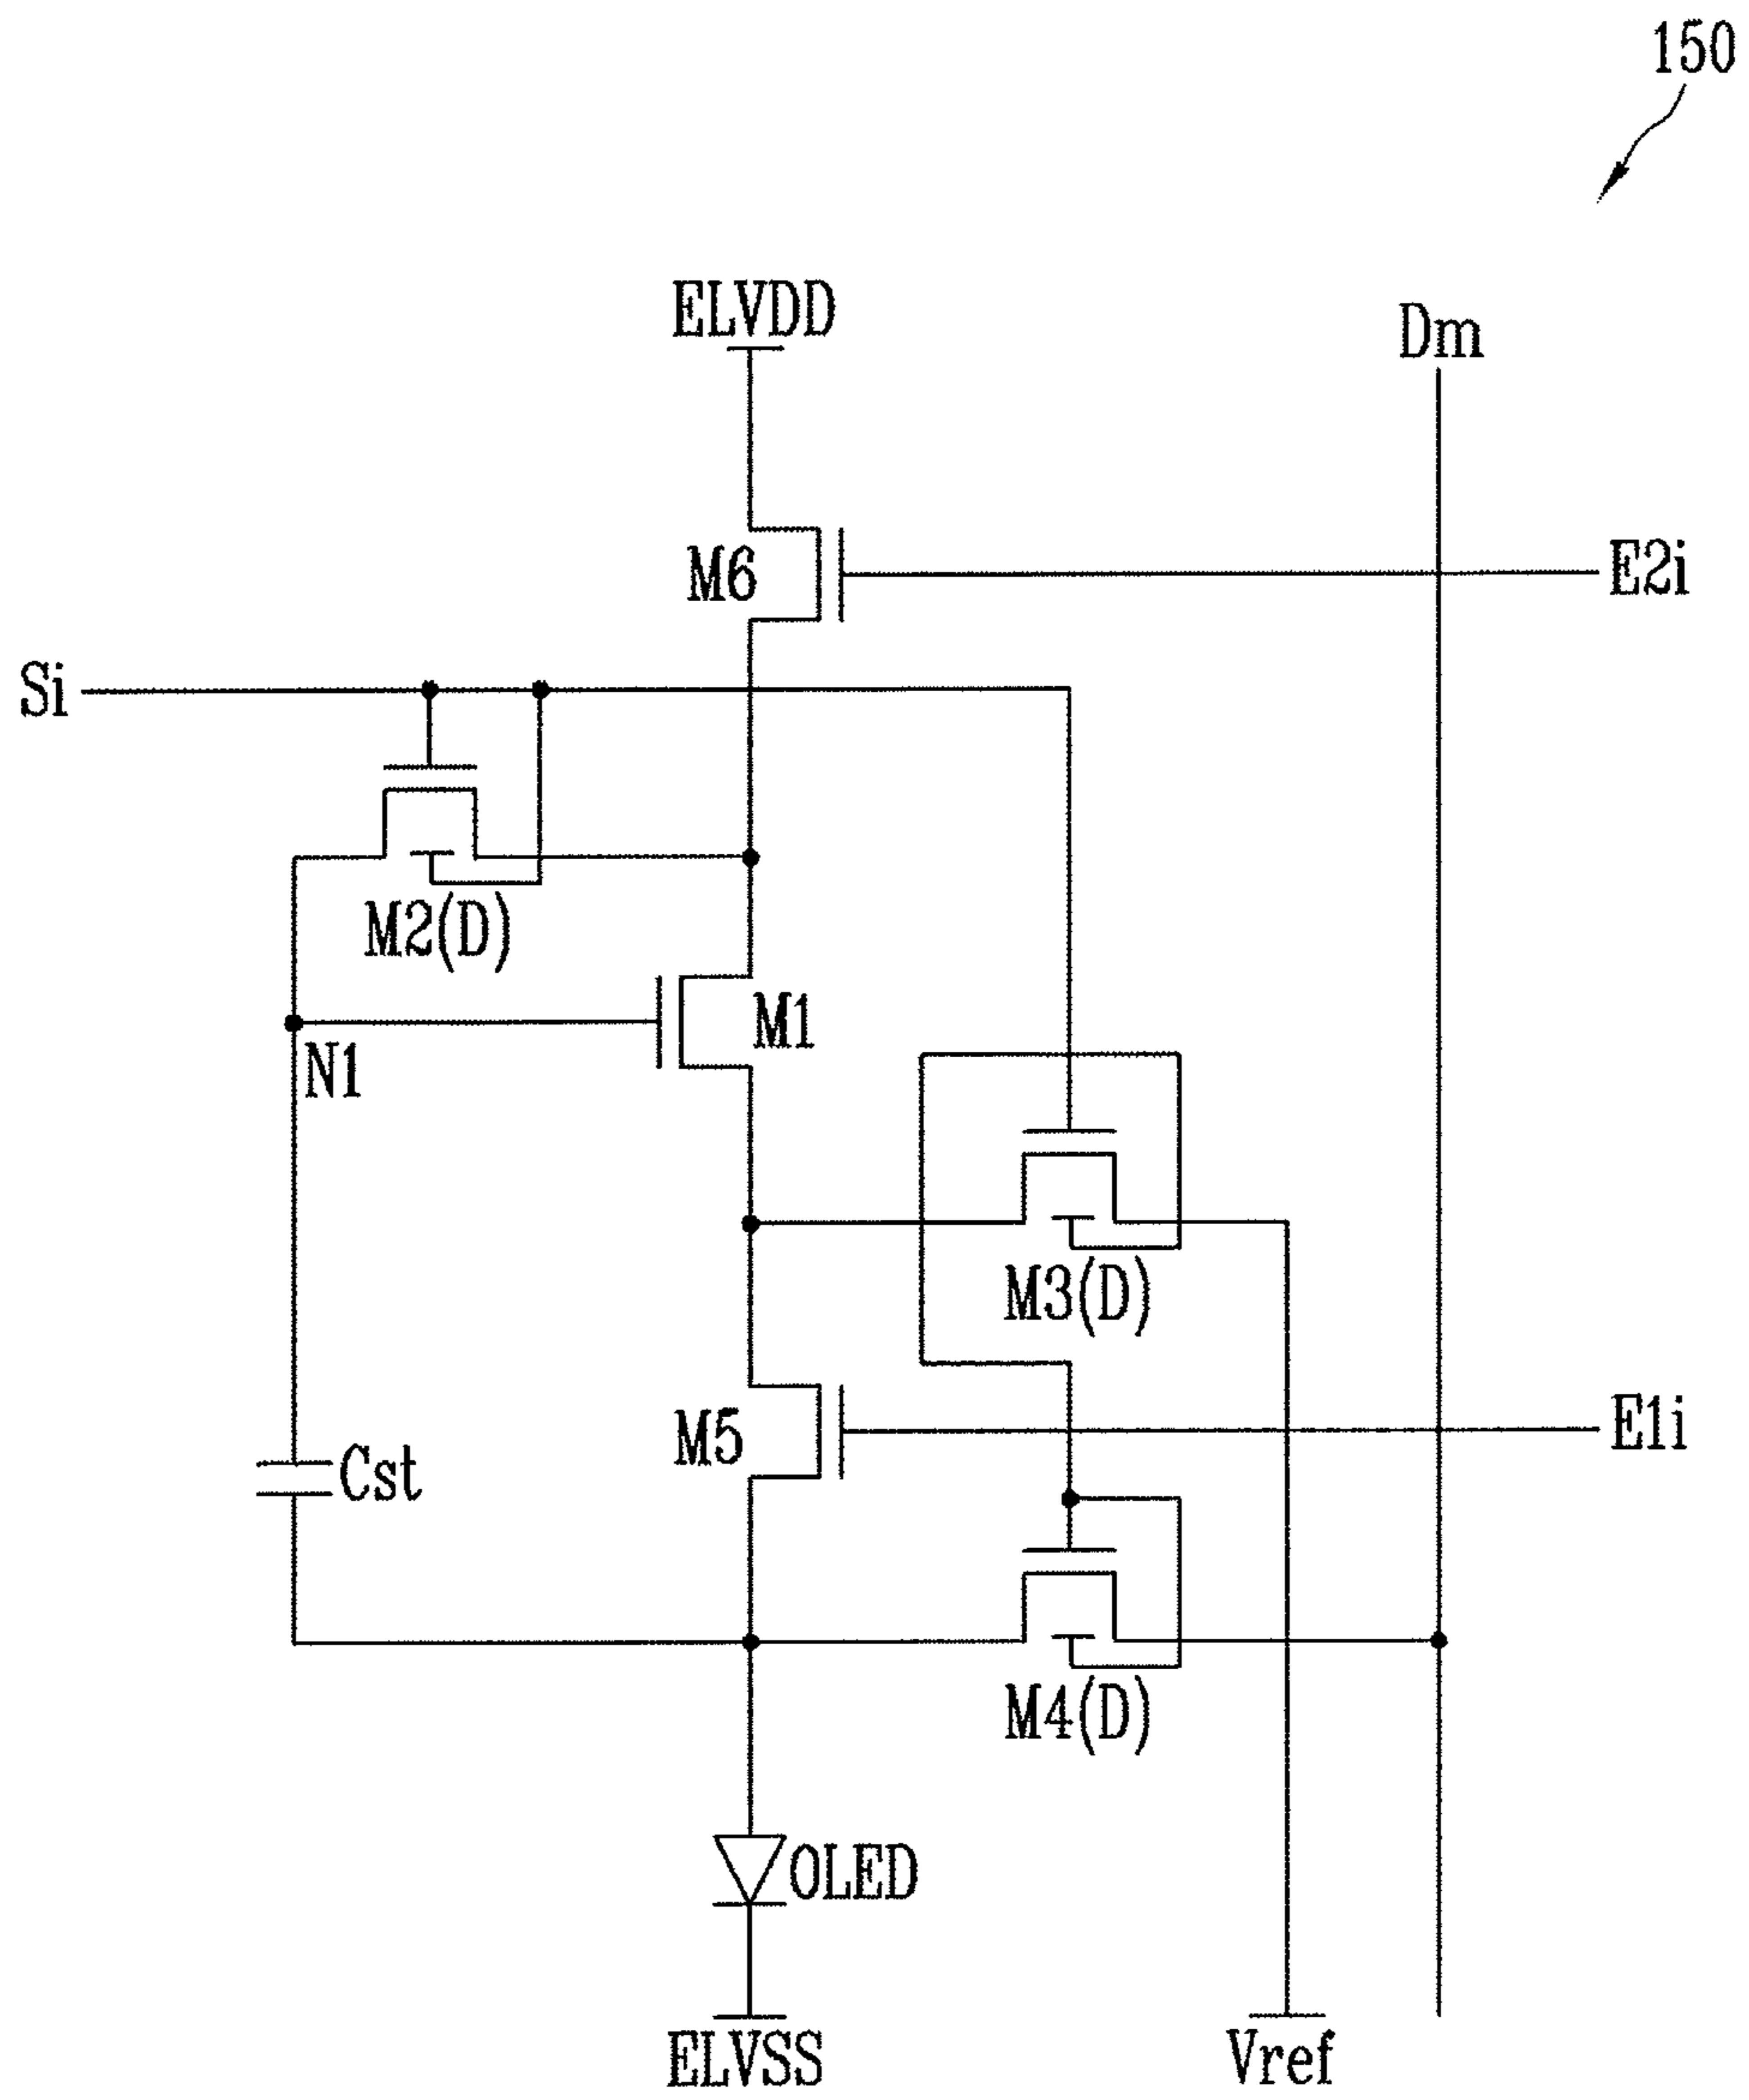 150
ELVDD
Dm
M6
E2i
Si
M2(D)
M1
N1
M3(D)
M5
E1i
Cst
M4(D)
OLED
ELVSS
Vref